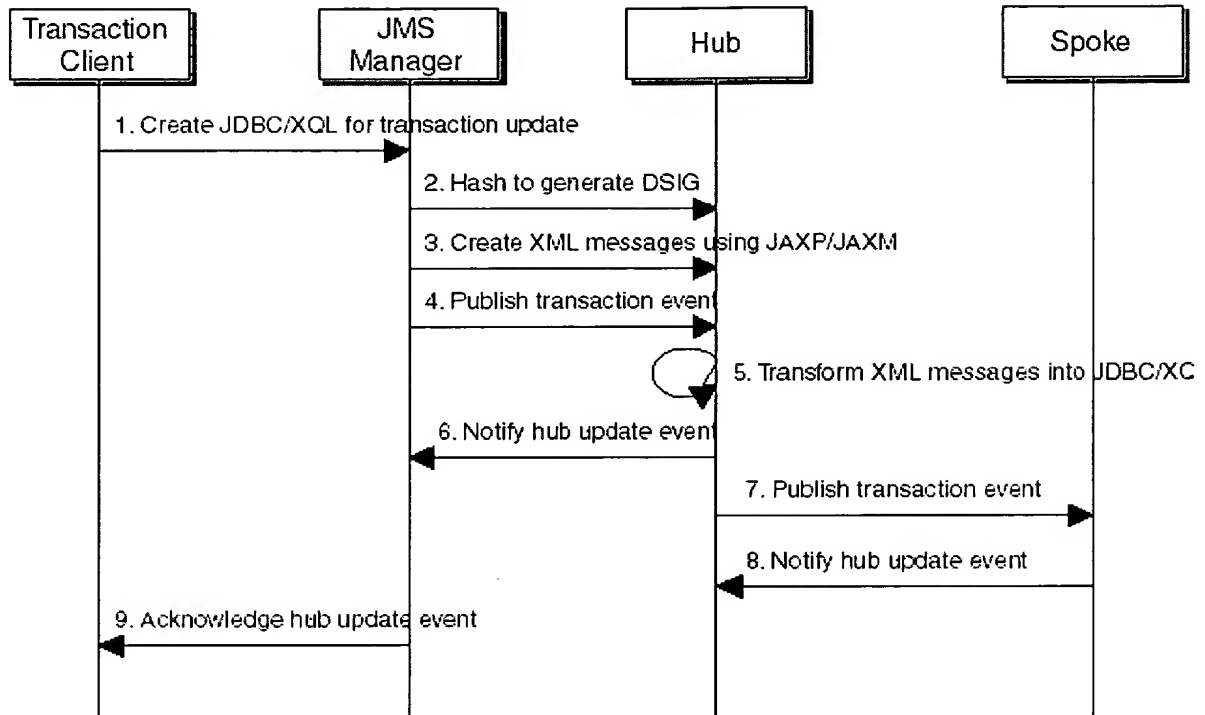 Transaction
Client
JMS
Manager
Hub
Spoke
1. Create JDBC/XQL for transaction update
2. Hash to generate DSIG
3. Create XML messages using JAXP/JAXM
4. Publish transaction event
5. Transform XML messages into JDBC/XC
6. Notify hub update event
7. Publish transaction event
8. Notify hub update event
9. Acknowledge hub update event